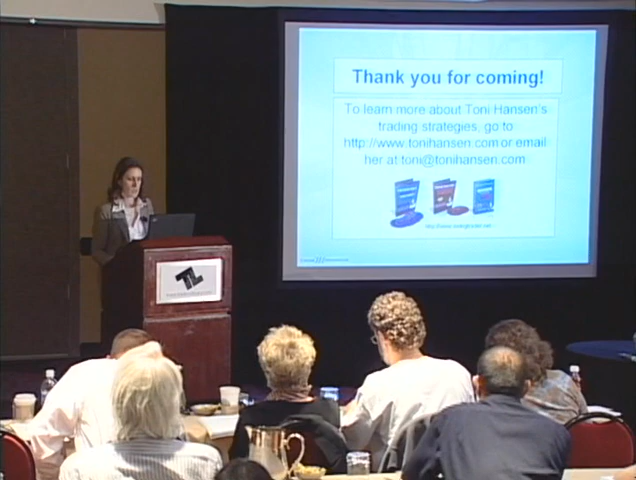 Thank you for coming!
To learn more about Toni Hansen's
trading strategies, go to
http://www.tonihansen.com or email
her at toni@tonihansen.com
TL